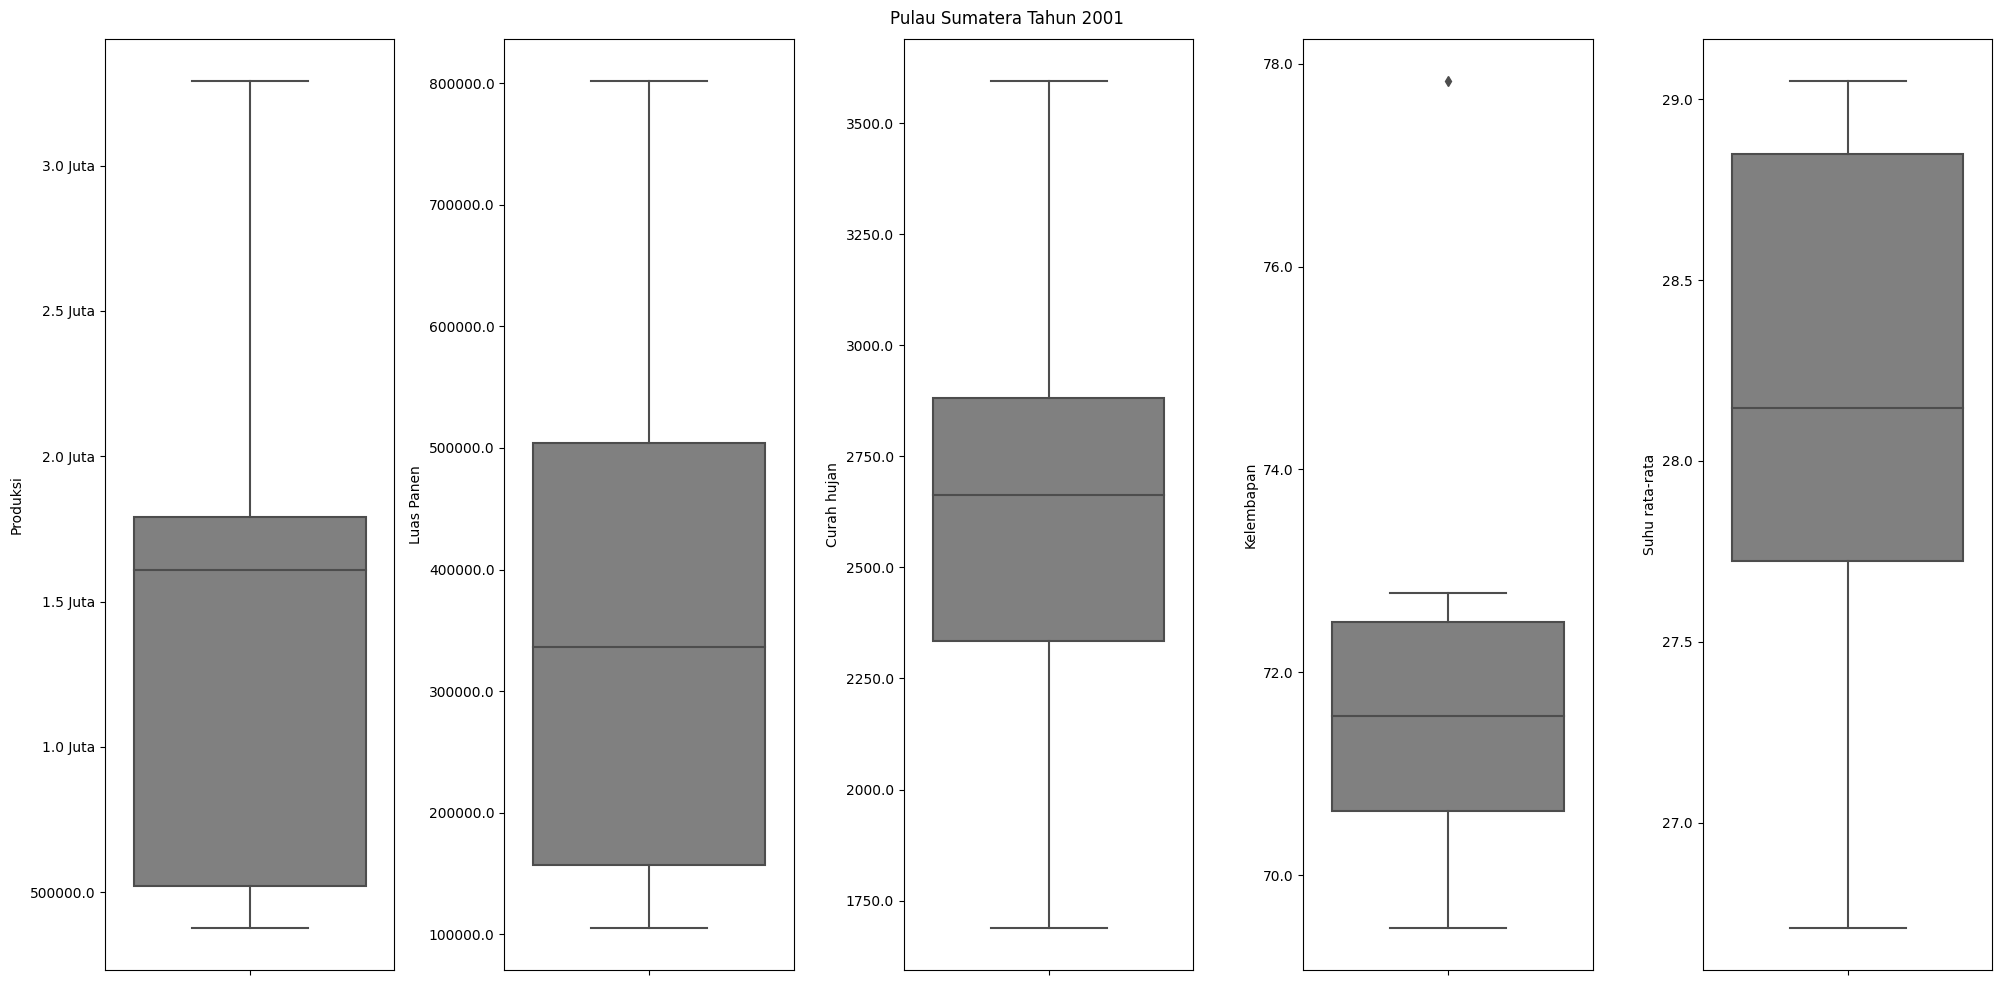 Pulau Sumatera Tahun 2001
Produksi
3.0 Juta
2.5 Juta
2.0 Juta
1.5 Juta
1.0 Juta
500000.0
Luas Panen
800000.0
700000.0
600000.0
500000.0
400000.0
300000.0
200000.0
100000.0
Curah hujan
3500.0
3250.0
3000.0
2750.0
2500.0
2250.0
2000.0
1750.0
Kelembapan
78.0
76.0
74.0
72.0
70.0
Suhu rata-rata
29.0
28.5
28.0
27.5
27.0